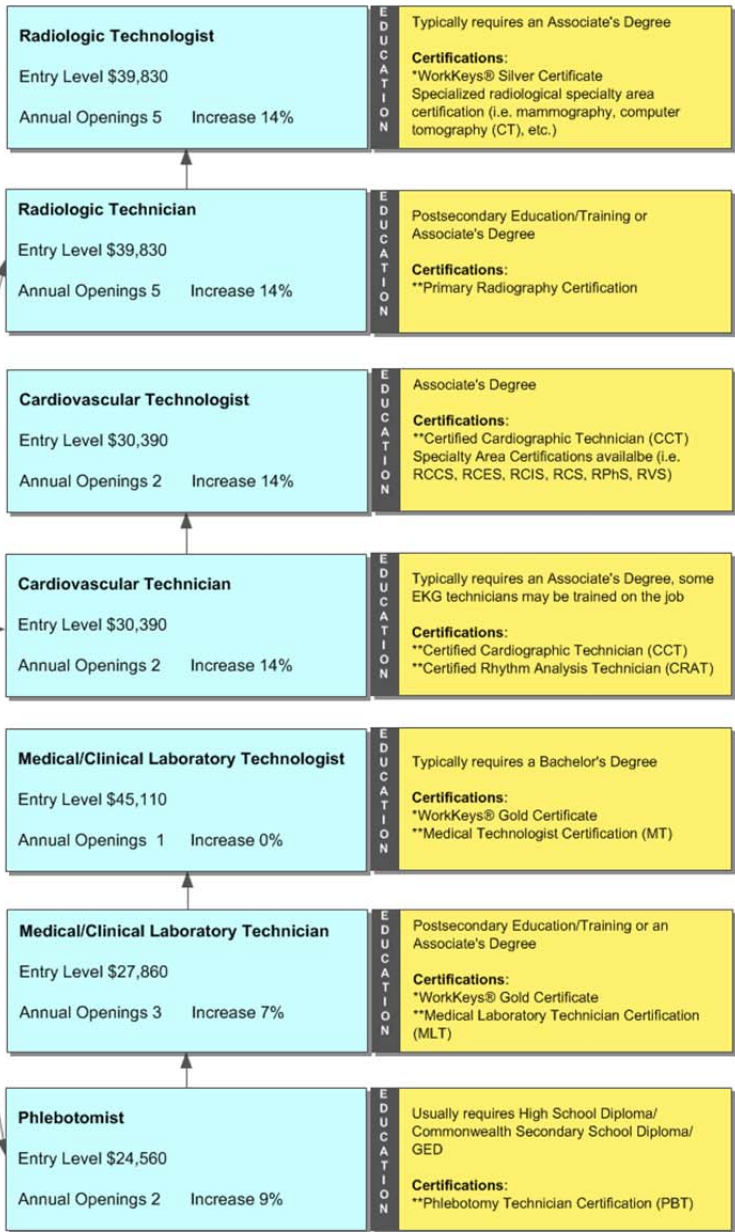 Radiologic Technologist
Entry Level $39,830
Annual Openings 5 Increase 14%
EDUCATION
Typically requires an Associate's Degree
Certifications:
*WorkKeys® Silver Certificate
Specialized radiological specialty area
certification (i.e. mammography, computer
tomography (CT), etc.)
Radiologic Technician
Entry Level $39,830
Annual Openings 5 Increase 14%
EDUCATION
Postsecondary Education/Training or
Associate's Degree
Certifications:
**Primary Radiography Certification
Cardiovascular Technologist
Entry Level $30,390
Annual Openings 2 Increase 14%
EDUCATION
Associate's Degree
Certifications:
**Certified Cardiographic Technician (CCT)
Specialty Area Certifications availalbe (i.e.
RCCS, RCES, RCIS, RCS, RPhS, RVS)
Cardiovascular Technician
Entry Level $30,390
Annual Openings 2 Increase 14%
EDUCATION
Typically requires an Associate's Degree, some
EKG technicians may be trained on the job
Certifications:
**Certified Cardiographic Technician (CCT)
**Certified Rhythm Analysis Technician (CRAT)
Medical/Clinical Laboratory Technologist
Entry Level $45,110
Annual Openings 1 Increase 0%
EDUCATION
Typically requires a Bachelor's Degree
Certifications:
*WorkKeys® Gold Certificate
**Medical Technologist Certification (MT)
Medical/Clinical Laboratory Technician
Entry Level $27,860
Annual Openings 3 Increase 7%
EDUCATION
Postsecondary Education/Training or an
Associate's Degree
Certifications:
*WorkKeys® Gold Certificate
**Medical Laboratory Technician Certification
(MLT)
Phlebotomist
Entry Level $24,560
Annual Openings 2 Increase 9%
EDUCATION
Usually requires High School Diploma/
Commonwealth Secondary School Diploma/
GED
Certifications:
**Phlebotomy Technician Certification (PBT)